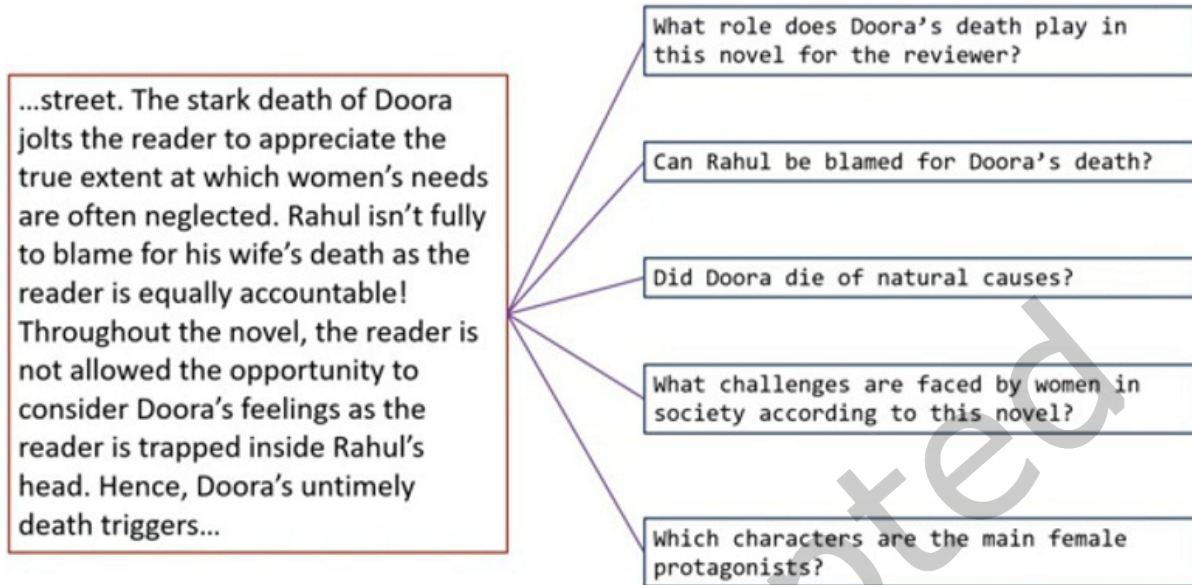 ...street. The stark death of Doora
jolts the reader to appreciate the
true extent at which women's needs
are often neglected. Rahul isn't fully
to blame for his wife's death as the
reader is equally accountable!
Throughout the novel, the reader is
not allowed the opportunity to
consider Doora's feelings as the
reader is trapped inside Rahul's
head. Hence, Doora's untimely
death triggers...
What role does Doora's death play in
this novel for the reviewer?
Can Rahul be blamed for Doora's death?
Did Doora die of natural causes?
What challenges are faced by women in
society according to this novel?
Which characters are the main female
protagonists?